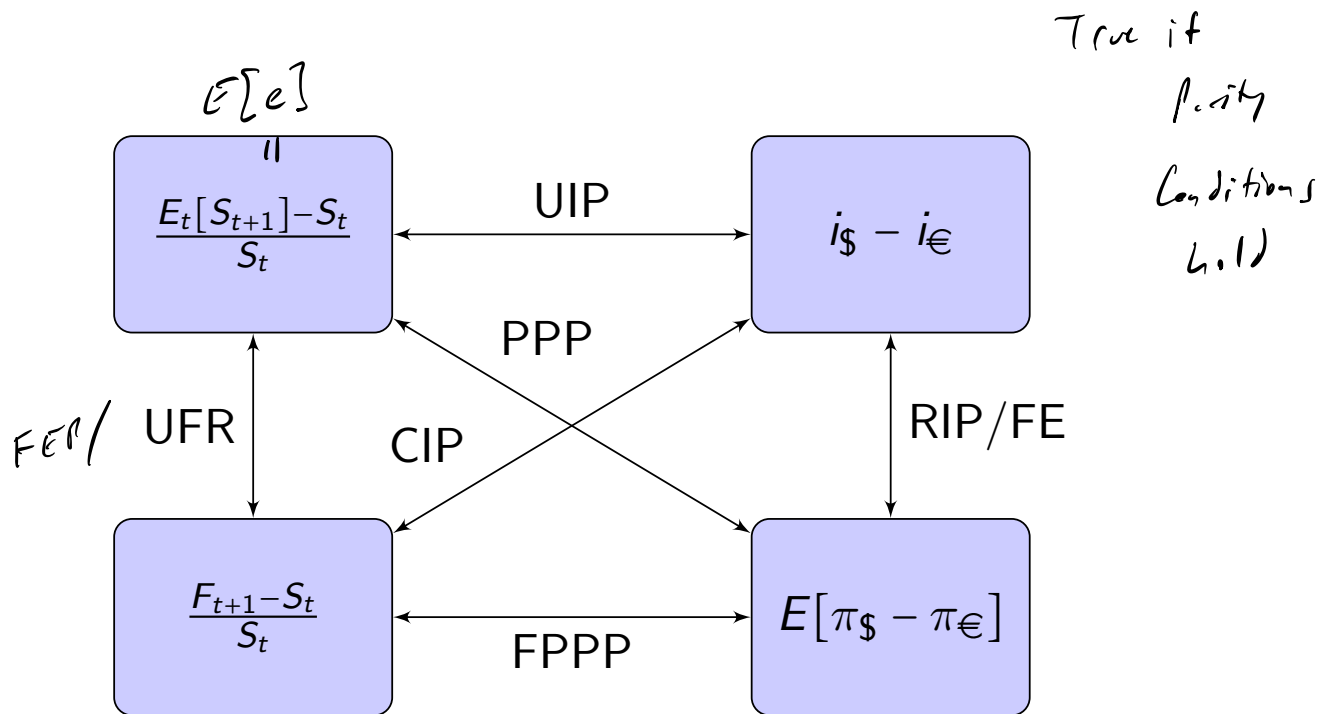 True if
Parity
Conditions
hold
E[e]
=
E_t[S_{t+1}]−S_t
S_t
UIP
i_$ − i_€
PPP
FEP/
UFR
CIP
RIP/FE
F_{t+1}−S_t
S_t
FPPP
E[π_$ − π_€]